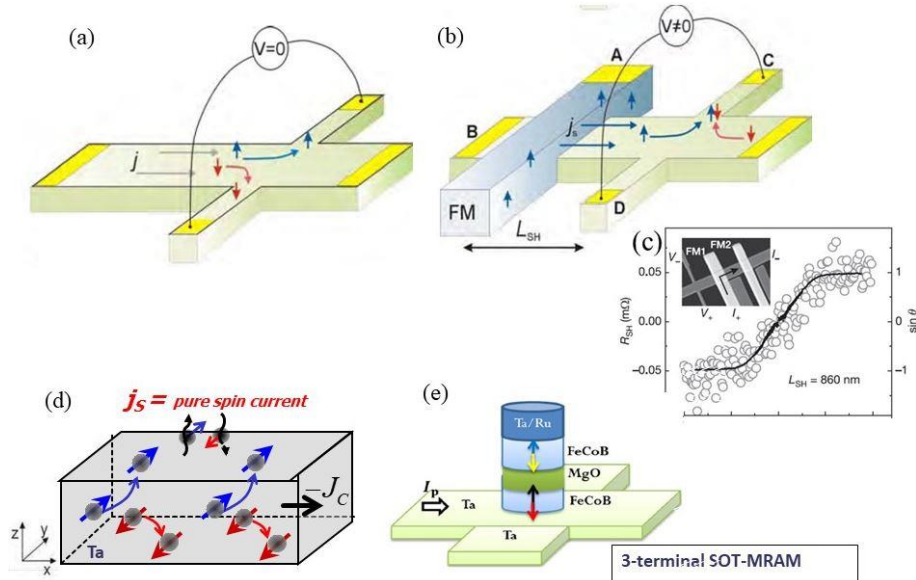 (a)
V=0
j
(b)
V≠0
A
B
C
D
jₛ
FM
L_SH
(c)
FM1
FM2
V₋
I₋
V₊
I₊
R_SH (mΩ)
0.05
0.00
−0.05
sin θ
1
0
−1
L_SH = 860 nm
(d)
j_S = pure spin current
−J_C
Ta
z
y
x
(e)
Ta/Ru
FeCoB
MgO
FeCoB
I_p
Ta
Ta
3-terminal SOT-MRAM